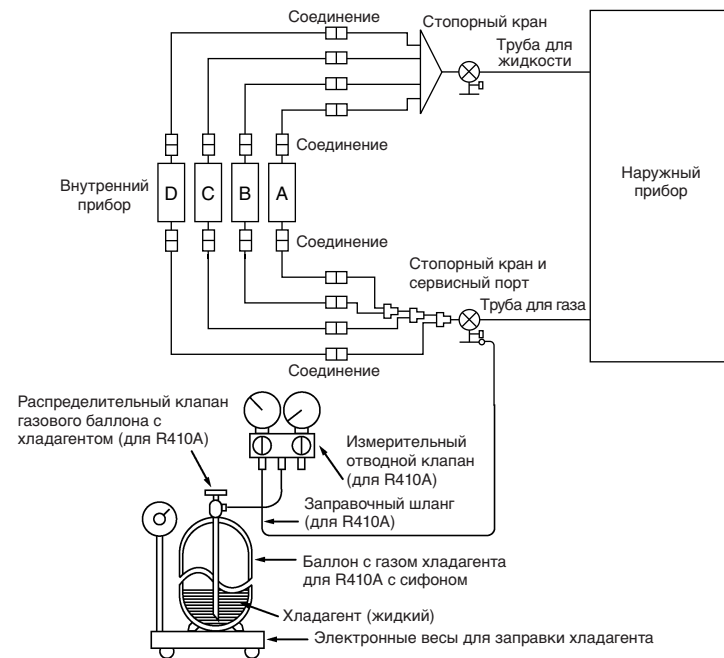 Соединение
Стопорный кран
Труба для
жидкости
Соединение
Внутренний
прибор
D
C
B
A
Наружный
прибор
Соединение
Стопорный кран и
сервисный порт
Труба для газа
Соединение
Распределительный клапан
газового баллона с
хладагентом (для R410A)
Измерительный
отводной клапан
(для R410A)
Заправочный шланг
(для R410A)
Баллон с газом хладагента
для R410A с сифоном
Хладагент (жидкий)
Электронные весы для заправки хладагента